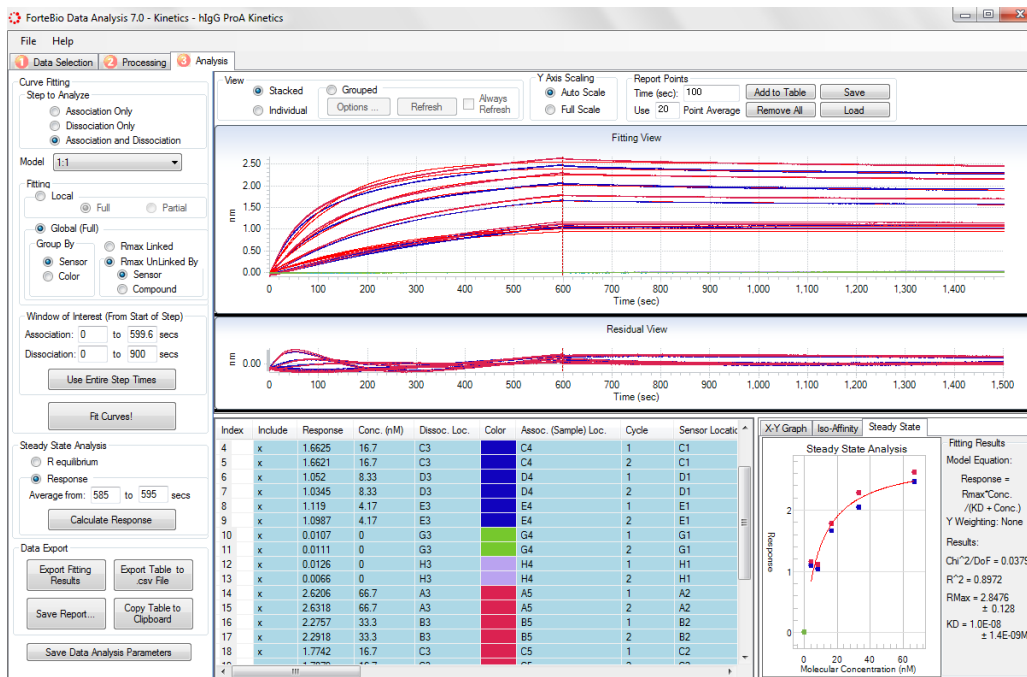 ForteBio Data Analysis 7.0 - Kinetics - hIgG ProA Kinetics
File Help
1 Data Selection 2 Processing 3 Analysis
Curve Fitting
Step to Analyze
Association Only
Dissociation Only
Association and Dissociation
Model 1:1
Fitting
Local
Full Partial
Global (Full)
Group By
Sensor
Color
Rmax Linked
Rmax UnLinked By
Sensor
Compound
Window of Interest (From Start of Step)
Association: 0 to 599.6 secs
Dissociation: 0 to 900 secs
Use Entire Step Times
Fit Curves!
Steady State Analysis
R equilibrium
Response
Average from: 585 to 595 secs
Calculate Response
Data Export
Export Fitting Results
Export Table to .csv File
Save Report...
Copy Table to Clipboard
Save Data Analysis Parameters
View
Stacked
Individual
Grouped
Options ... Refresh Always Refresh
Y Axis Scaling
Auto Scale
Full Scale
Report Points
Time (sec): 100 Add to Table Save
Use 20 Point Average Remove All Load
Fitting View
nm
2.50
2.00
1.50
1.00
0.50
0.00
0 100 200 300 400 500 600 700 800 900 1,000 1,100 1,200 1,300 1,400
Time (sec)
Residual View
nm
0.00
0 100 200 300 400 500 600 700 800 900 1,000 1,100 1,200 1,300 1,400 1,500
Time (sec)
Index Include Response Conc. (nM) Dissoc. Loc. Color Assoc. (Sample) Loc. Cycle Sensor Locatio
4 x 1.6625 16.7 C3 C4 1 C1
5 x 1.6621 16.7 C3 C4 2 C1
6 x 1.052 8.33 D3 D4 1 D1
7 x 1.0345 8.33 D3 D4 2 D1
8 x 1.119 4.17 E3 E4 1 E1
9 x 1.0987 4.17 E3 E4 2 E1
10 x 0.0107 0 G3 G4 1 G1
11 x 0.0111 0 G3 G4 2 G1
12 x 0.0126 0 H3 H4 1 H1
13 x 0.0066 0 H3 H4 2 H1
14 x 2.6206 66.7 A3 A5 1 A2
15 x 2.6318 66.7 A3 A5 2 A2
16 x 2.2757 33.3 B3 B5 1 B2
17 x 2.2918 33.3 B3 B5 2 B2
18 x 1.7742 16.7 C3 C5 1 C2
X-Y Graph Iso-Affinity Steady State
Steady State Analysis
Response
2
1
0
0 20 40 60
Molecular Concentration (nM)
Fitting Results
Model Equation:
Response =
Rmax*Conc.
/(KD + Conc.)
Y Weighting: None
Results:
Chi^2/DoF = 0.0379
R^2 = 0.8972
RMax = 2.8476
± 0.128
KD = 1.0E-08
± 1.4E-09M